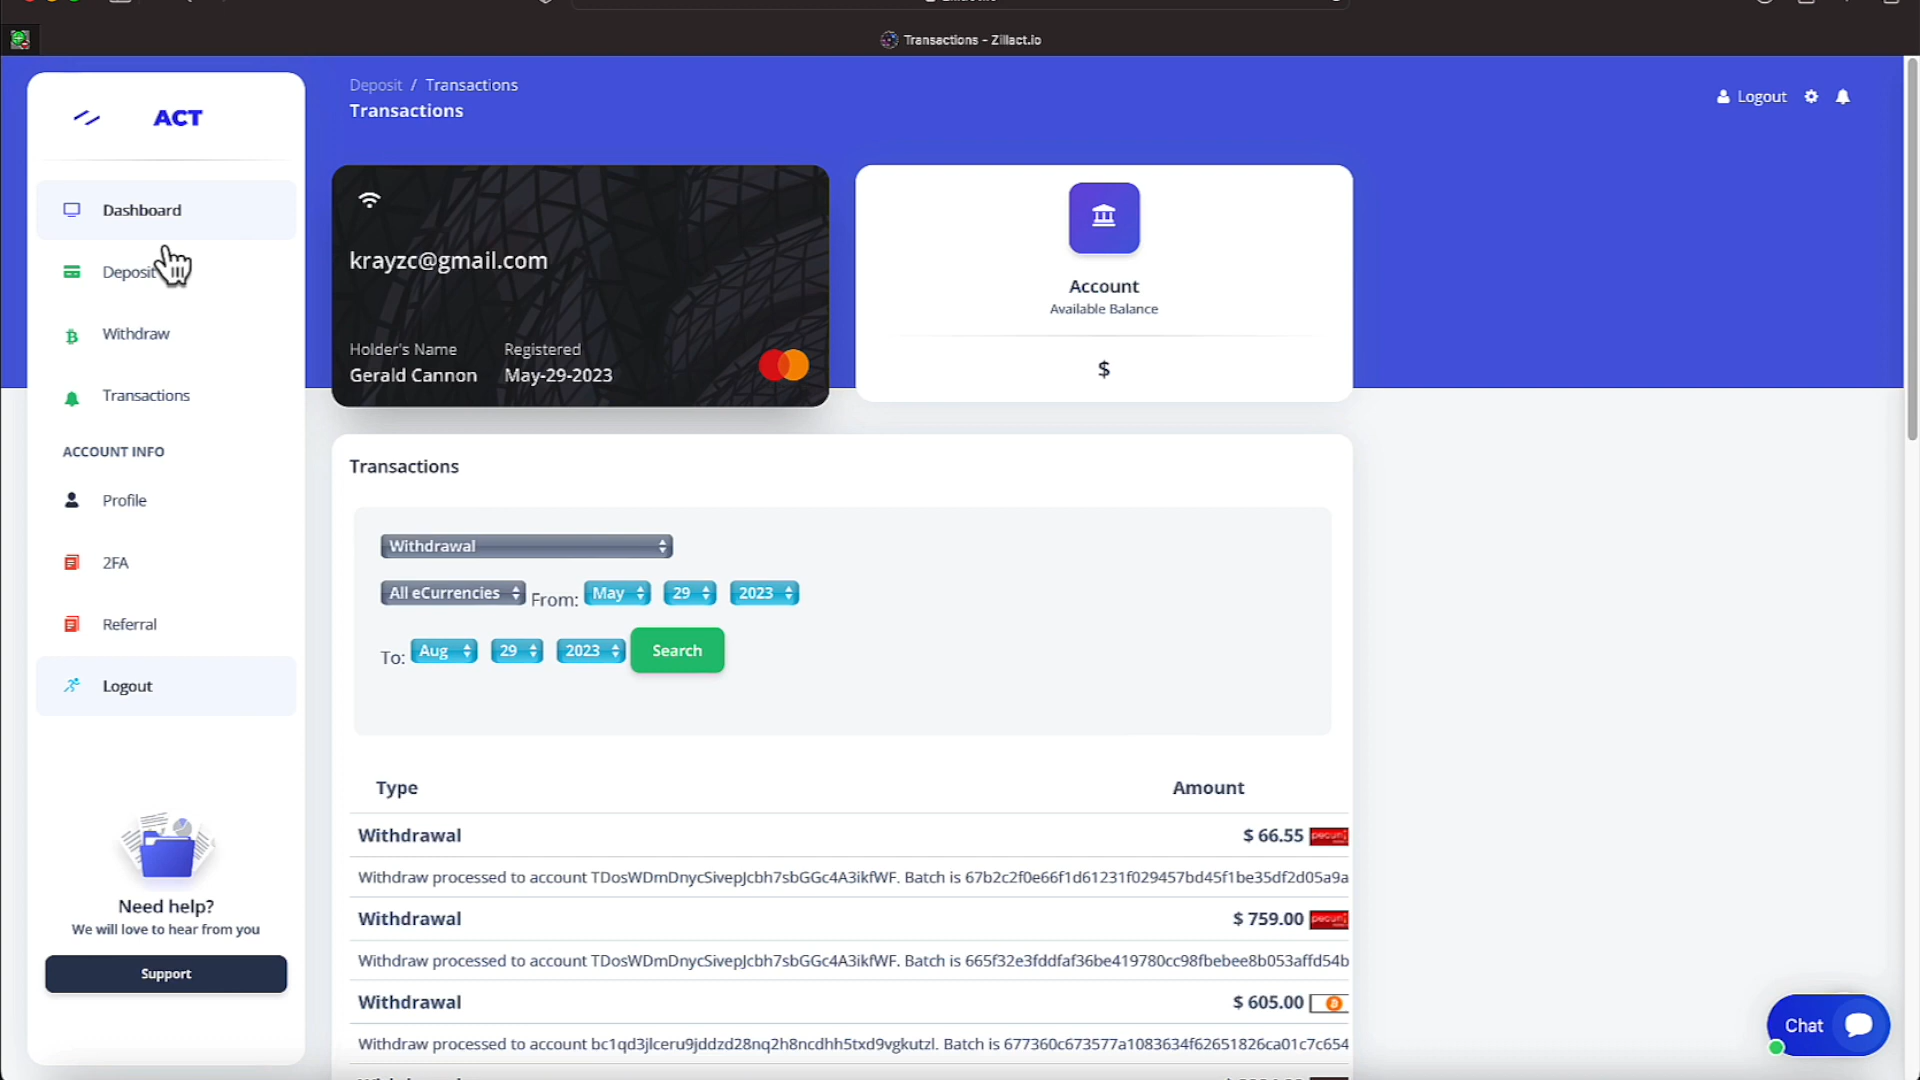 Transactions - Zillact.io
ACT
Dashboard
Deposit
Withdraw
Transactions
ACCOUNT INFO
Profile
2FA
Referral
Logout
Need help?
We will love to hear from you
Support
Deposit / Transactions
Transactions
Logout
krayzc@gmail.com
Holder's Name Registered
Gerald Cannon May-29-2023
Account
Available Balance
$
Transactions
Withdrawal
All eCurrencies From: May 29 2023
To: Aug 29 2023 Search
Type Amount
Withdrawal $ 66.55
Withdraw processed to account TDosWDmDnycSivepJcbh7sbGGc4A3ikfWF. Batch is 67b2c2f0e66f1d61231f029457bd45f1be35df2d05a9a
Withdrawal $ 759.00
Withdraw processed to account TDosWDmDnycSivepJcbh7sbGGc4A3ikfWF. Batch is 665f32e3fddfaf36be419780cc98fbebee8b053affd54b
Withdrawal $ 605.00
Withdraw processed to account bc1qd3jlceru9jddzd28nq2h8ncdhh5txd9vgkutzl. Batch is 677360c673577a1083634f62651826ca01c7c654
Chat